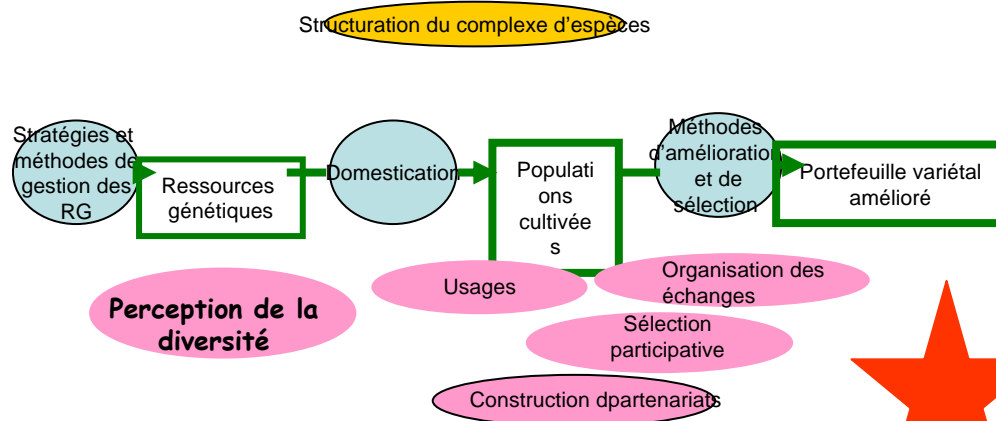 Structuration du complexe d'espèces
Stratégies et
méthodes de
gestion des
RG
Ressources
génétiques
Domestication
Populati
ons
cultivée
s
Méthodes
d'amélioration
et de
sélection
Portefeuille variétal
amélioré
Perception de la
diversité
Usages
Organisation des
échanges
Sélection
participative
Construction dpartenariats